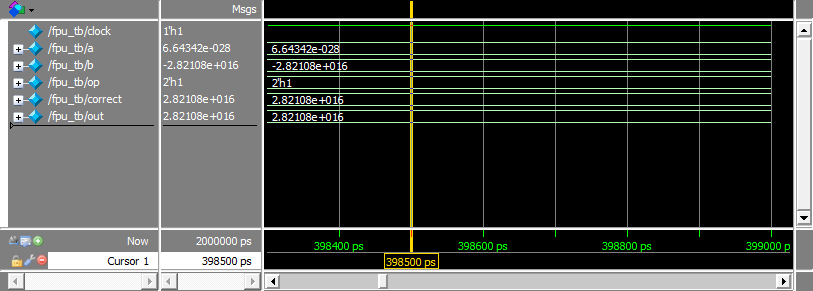 Msgs
/fpu_tb/clock 1'h1
/fpu_tb/a 6.64342e-028 6.64342e-028
/fpu_tb/b -2.82108e+016 -2.82108e+016
/fpu_tb/op 2'h1 2'h1
/fpu_tb/correct 2.82108e+016 2.82108e+016
/fpu_tb/out 2.82108e+016 2.82108e+016
Now 2000000 ps 398400 ps 398600 ps 398800 ps 399000 p
Cursor 1 398500 ps 398500 ps